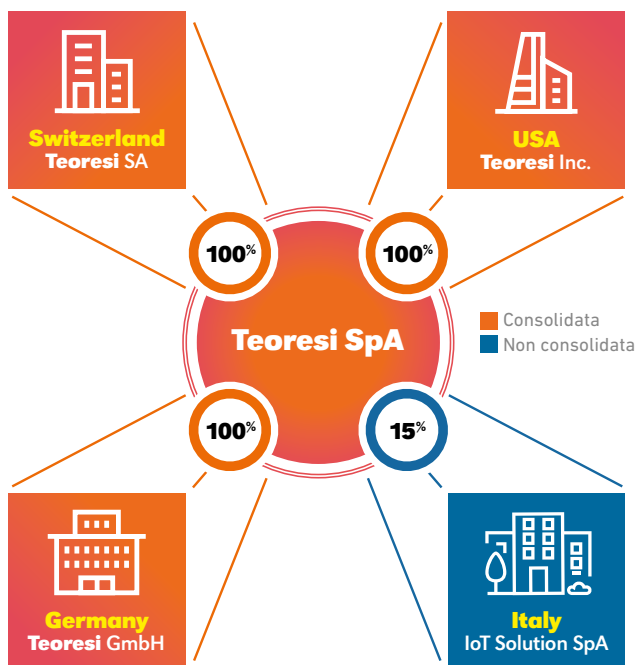 Switzerland
Teoresi SA
USA
Teoresi Inc.
100%
100%
Teoresi SpA
Consolidata
Non consolidata
100%
15%
Germany
Teoresi GmbH
Italy
IoT Solution SpA